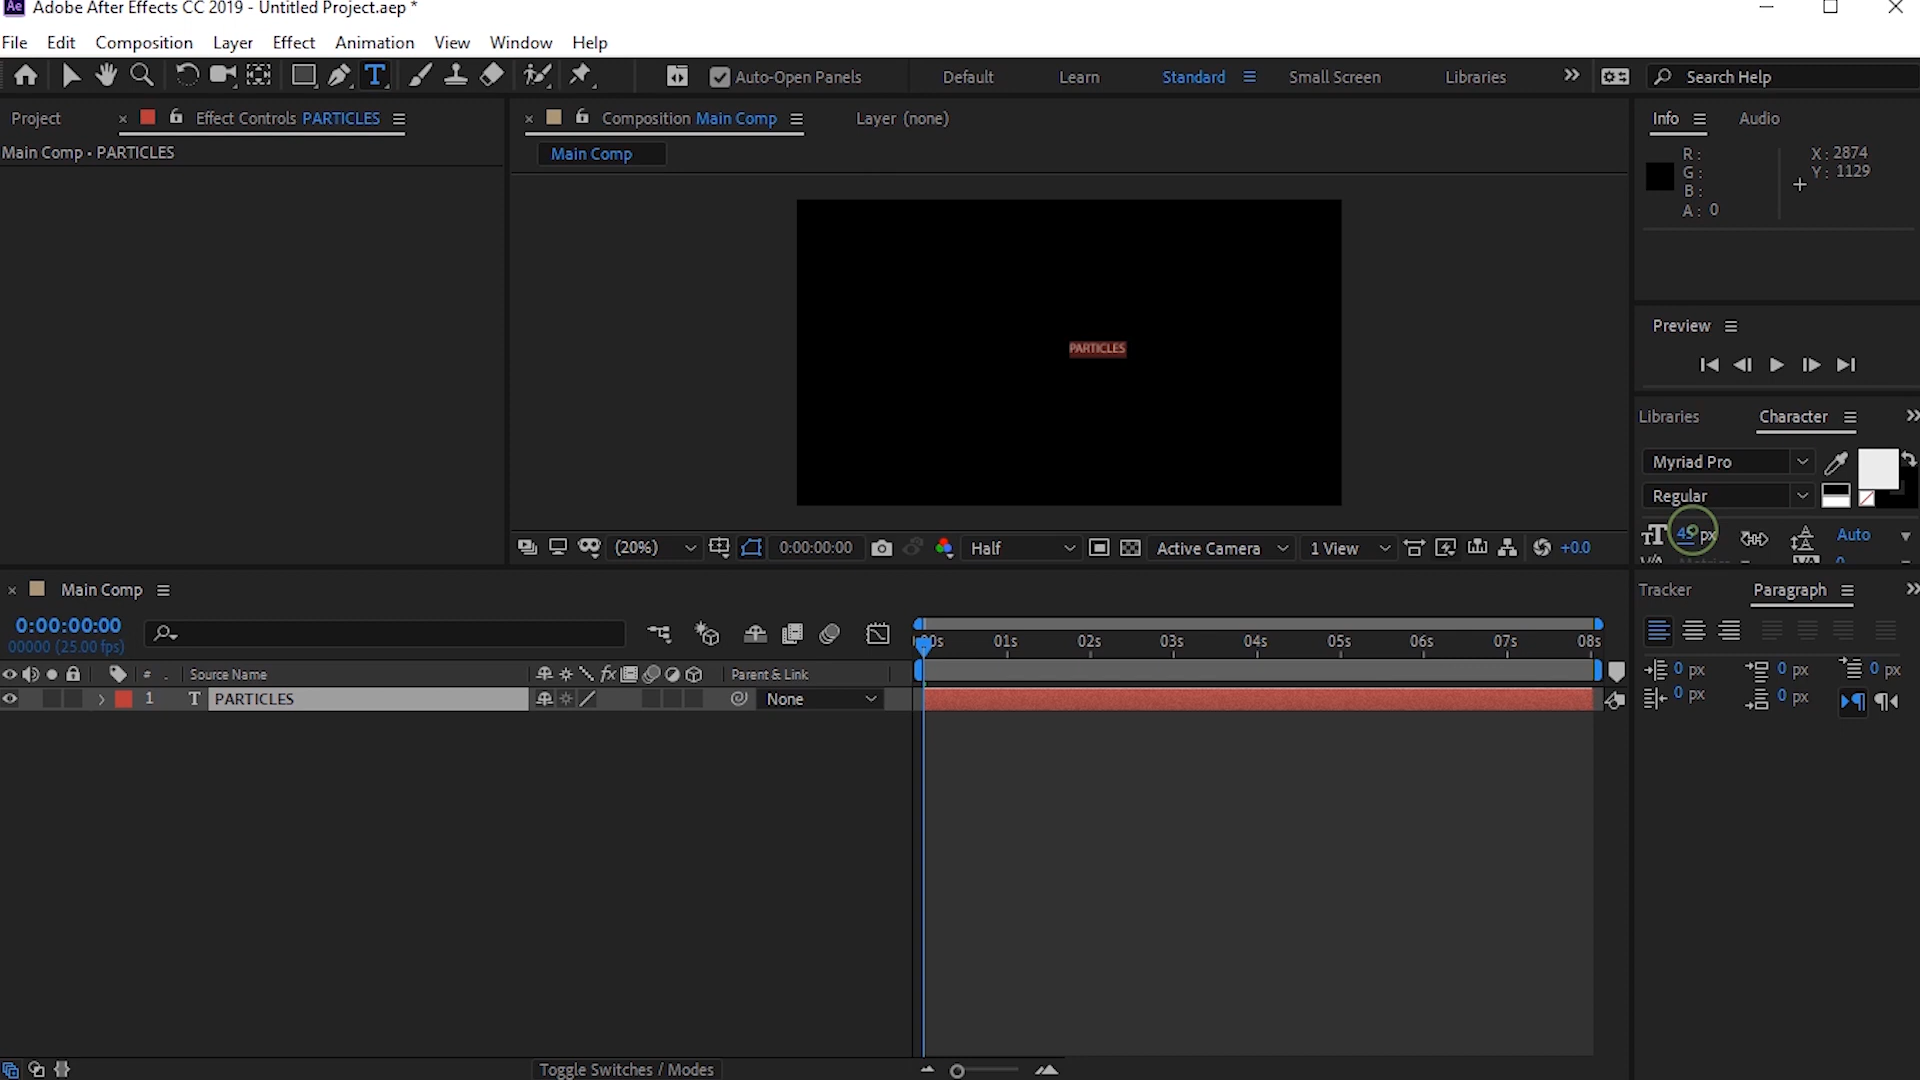 Ae Adobe After Effects CC 2019 - Untitled Project.aep *
File Edit Composition Layer Effect Animation View Window Help
T Auto-Open Panels Default Learn Standard Small Screen Libraries Search Help
Project Effect Controls PARTICLES Composition Main Comp Layer (none) Info Audio
Main Comp • PARTICLES
Main Comp
R :
G :
B :
A : 0
X : 2874
Y : 1129
PARTICLES
Preview
Libraries Character
Myriad Pro
Regular
px Auto
(20%) 0:00:00:00 Half Active Camera 1 View +0.0
Main Comp
Tracker Paragraph
0:00:00:00
00000 (25.00 fps)
00s 01s 02s 03s 04s 05s 06s 07s 08s
# Source Name fx Parent & Link
1 T PARTICLES None
0 px 0 px 0 px
0 px 0 px
Toggle Switches / Modes